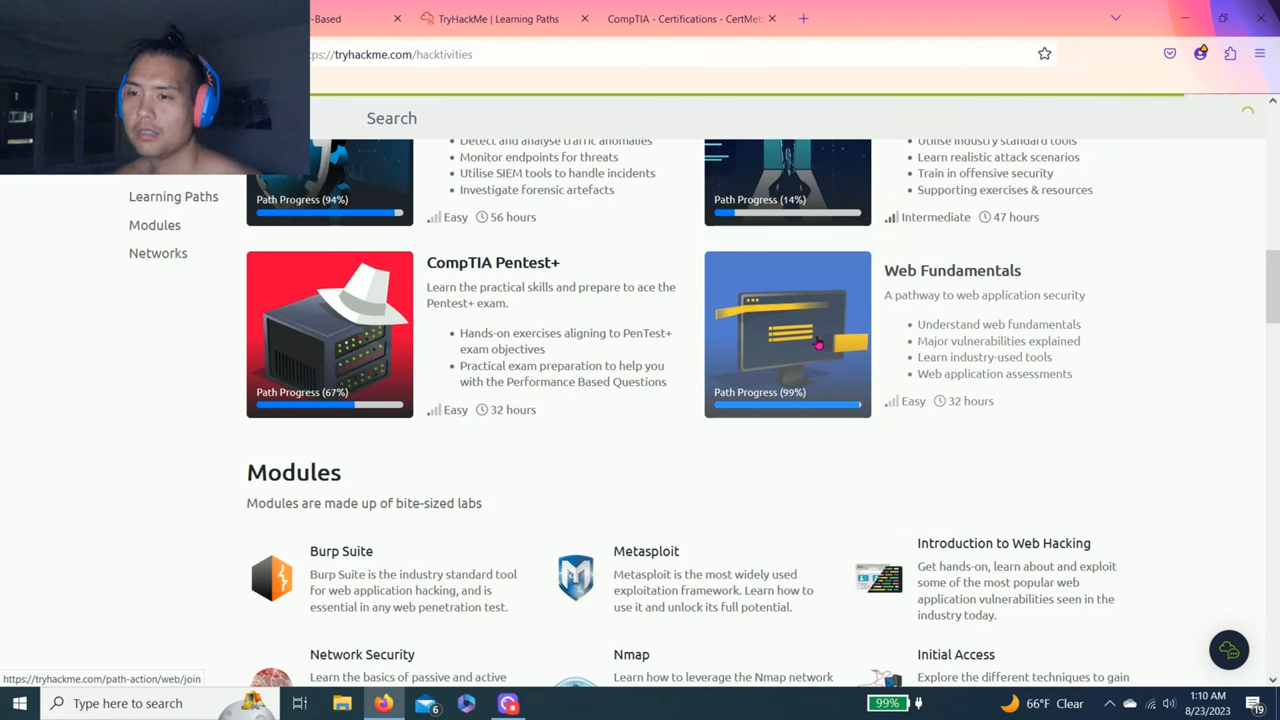 -Based
TryHackMe | Learning Paths
CompTIA - Certifications - CertMet
ps://tryhackme.com/hacktivities
Search
Learning Paths
Modules
Networks
Detect and analyse traffic anomalies
Monitor endpoints for threats
Utilise SIEM tools to handle incidents
Investigate forensic artefacts
Path Progress (94%)
Easy 56 hours
Utilise industry standard tools
Learn realistic attack scenarios
Train in offensive security
Supporting exercises & resources
Path Progress (14%)
Intermediate 47 hours
CompTIA Pentest+
Learn the practical skills and prepare to ace the
Pentest+ exam.
Hands-on exercises aligning to PenTest+
exam objectives
Practical exam preparation to help you
with the Performance Based Questions
Path Progress (67%)
Easy 32 hours
Web Fundamentals
A pathway to web application security
Understand web fundamentals
Major vulnerabilities explained
Learn industry-used tools
Web application assessments
Path Progress (99%)
Easy 32 hours
Modules
Modules are made up of bite-sized labs
Burp Suite
Burp Suite is the industry standard tool
for web application hacking, and is
essential in any web penetration test.
Metasploit
Metasploit is the most widely used
exploitation framework. Learn how to
use it and unlock its full potential.
Introduction to Web Hacking
Get hands-on, learn about and exploit
some of the most popular web
application vulnerabilities seen in the
industry today.
Network Security
Learn the basics of passive and active
Nmap
Learn how to leverage the Nmap network
Initial Access
Explore the different techniques to gain
https://tryhackme.com/path-action/web/join
Type here to search
6
99%
66°F Clear
1:10 AM
8/23/2023
19